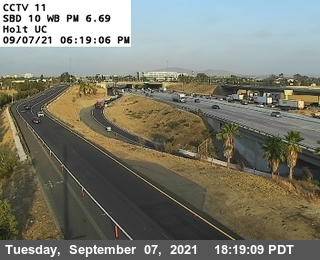 CCTV 11
SBD 10 WB PM 6.69
Holt UC
09/07/21 06:19:06 PM
Tuesday, September 07, 2021 18:19:09 PDT